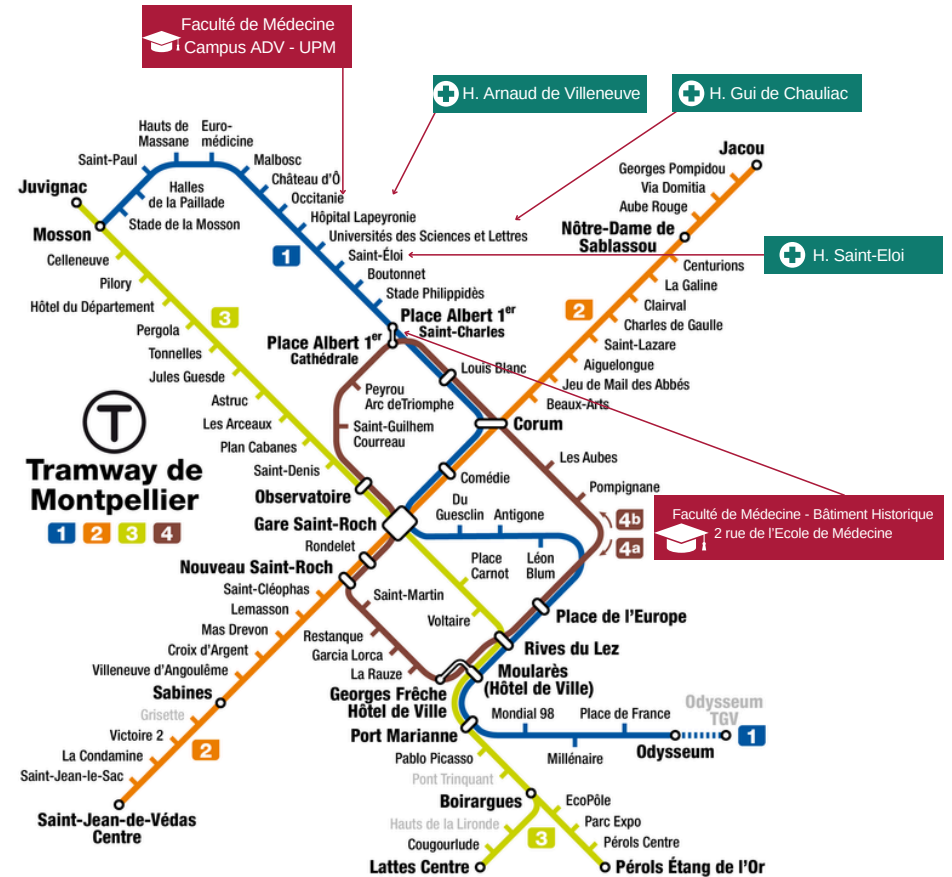 Faculté de Médecine
Campus ADV - UPM
H. Arnaud de Villeneuve
H. Gui de Chauliac
H. Saint-Eloi
Hauts de
Massane
Euro-
médicine
Saint-Paul
Malbosc
Château d'Ô
Occitanie
Halles
de la Paillade
Stade de la Mosson
Hôpital Lapeyronie
Universités des Sciences et Lettres
Saint-Éloi
Boutonnet
Stade Philippidès
1
Juvignac
Mosson
Celleneuve
Pilory
Hôtel du Département
3
Pergola
Tonnelles
Jules Guesde
Astruc
Les Arceaux
Plan Cabanes
Saint-Denis
Observatoire
Gare Saint-Roch
Jacou
Georges Pompidou
Via Domitia
Aube Rouge
Nôtre-Dame de
Sablassou
Centurions
La Galine
2
Clairval
Charles de Gaulle
Saint-Lazare
Aiguelongue
Jeu de Mail des Abbés
Beaux-Arts
Corum
Place Albert 1er
Saint-Charles
Place Albert 1er
Cathédrale
Louis Blanc
Peyrou
Arc deTriomphe
Saint-Guilhem
Courreau
Les Aubes
Pompignane
Comédie
Du
Guesclin
Antigone
Place
Carnot
Léon
Blum
4b
4a
Faculté de Médecine - Bâtiment Historique
2 rue de l'Ecole de Médecine
T
Tramway de
Montpellier
1 2 3 4
Rondelet
Nouveau Saint-Roch
Saint-Cléophas
Lemasson
Mas Drevon
Croix d'Argent
Villeneuve d'Angoulême
Sabines
Grisette
Victoire 2
2
La Condamine
Saint-Jean-le-Sac
Saint-Jean-de-Védas
Centre
Saint-Martin
Restanque
Garcia Lorca
La Rauze
Georges Frêche
Hôtel de Ville
Voltaire
Place de l'Europe
Rives du Lez
Moularès
(Hôtel de Ville)
Port Marianne
Mondial 98
Place de France
Millénaire
Odysseum
Odysseum
TGV
1
Pablo Picasso
Pont Trinquant
Boirargues
Hauts de la Lironde
Cougourlude
Lattes Centre
3
EcoPôle
Parc Expo
Pérols Centre
Pérols Étang de l'Or